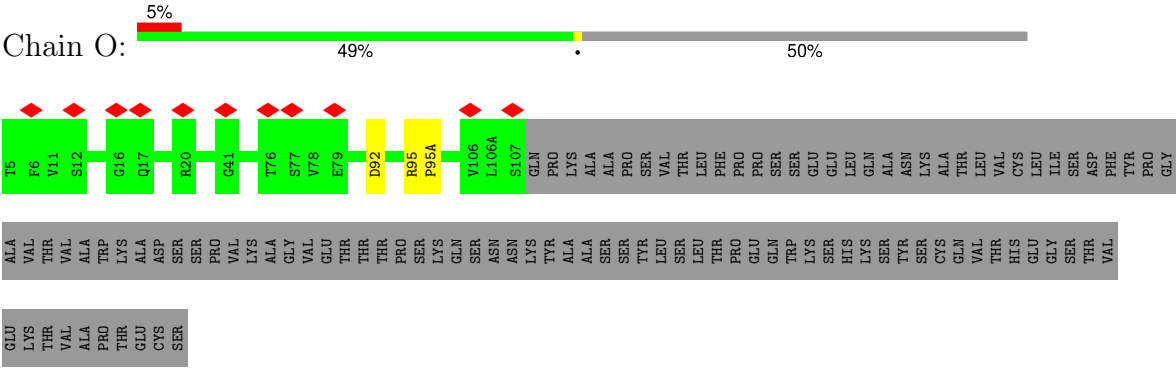 5%
Chain O:
49%
50%
T5 F6 V11 S12 G16 Q17 R20 G41 T76 S77 V78 E79 D92 R95 P95A V106 L106A S107 GLN PRO LYS ALA ALA PRO SER VAL THR LEU PHE PRO PRO SER SER GLU GLU LEU GLN ALA ASN LYS ALA THR LEU VAL CYS LEU ILE SER ASP PHE TYR PRO GLY
ALA VAL THR VAL ALA TRP LYS ALA ASP SER SER PRO VAL LYS ALA GLY VAL GLU THR THR THR PRO SER LYS GLN SER ASN ASN LYS TYR ALA ALA SER SER TYR LEU SER LEU THR PRO GLU GLN TRP LYS SER HIS LYS SER TYR SER CYS GLN VAL THR HIS GLU GLY SER THR VAL
GLU LYS THR VAL ALA PRO THR GLU CYS SER